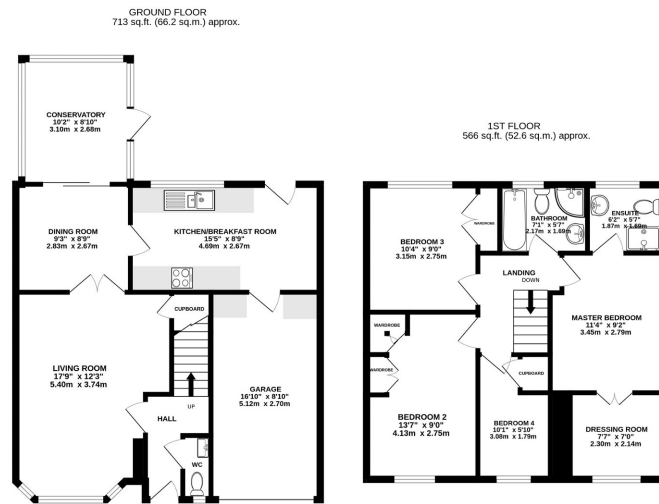 GROUND FLOOR
713 sq.ft. (66.2 sq.m.) approx.
CONSERVATORY
10'2" x 8'10"
3.10m x 2.68m
DINING ROOM
9'3" x 8'9"
2.83m x 2.67m
KITCHEN/BREAKFAST ROOM
15'5" x 8'9"
4.69m x 2.67m
CUPBOARD
LIVING ROOM
17'9" x 12'3"
5.40m x 3.74m
UP
HALL
WC
GARAGE
16'10" x 8'10"
5.12m x 2.70m
1ST FLOOR
566 sq.ft. (52.6 sq.m.) approx.
BEDROOM 3
10'4" x 9'0"
3.15m x 2.75m
WARDROBE
BATHROOM
7'1" x 5'7"
2.17m x 1.69m
ENSUITE
6'2" x 5'7"
1.87m x 1.69m
LANDING
DOWN
MASTER BEDROOM
11'4" x 9'2"
3.45m x 2.79m
WARDROBE
WARDROBE
CUPBOARD
BEDROOM 2
13'7" x 9'0"
4.13m x 2.75m
BEDROOM 4
10'1" x 5'10"
3.08m x 1.79m
DRESSING ROOM
7'7" x 7'0"
2.30m x 2.14m